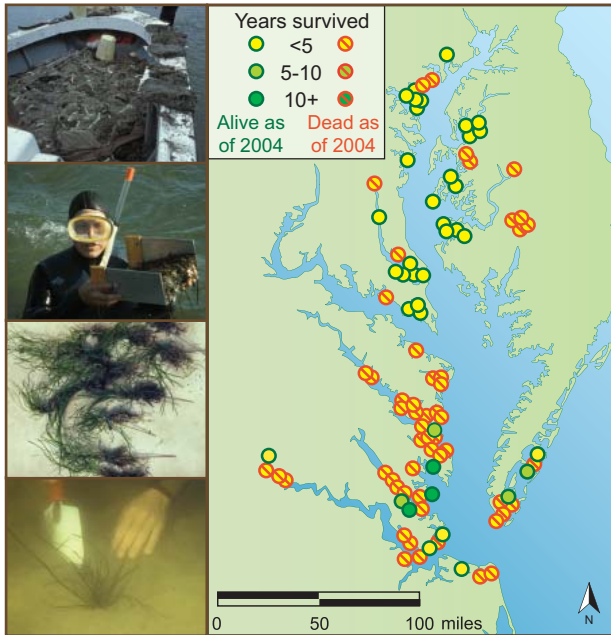 Years survived
<5
5-10
10+
Alive as
of 2004
Dead as
of 2004
0
50
100
miles
N